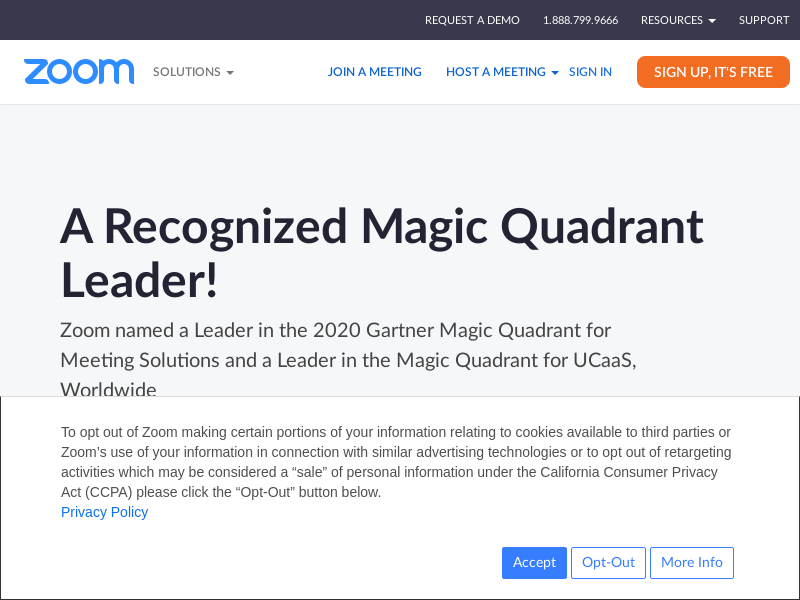 REQUEST A DEMO 1.888.799.9666 RESOURCES SUPPORT
zoom SOLUTIONS JOIN A MEETING HOST A MEETING SIGN IN SIGN UP, IT'S FREE
A Recognized Magic Quadrant
Leader!
Zoom named a Leader in the 2020 Gartner Magic Quadrant for
Meeting Solutions and a Leader in the Magic Quadrant for UCaaS,
Worldwide
To opt out of Zoom making certain portions of your information relating to cookies available to third parties or
Zoom’s use of your information in connection with similar advertising technologies or to opt out of retargeting
activities which may be considered a “sale” of personal information under the California Consumer Privacy
Act (CCPA) please click the “Opt-Out” button below.
Privacy Policy
Accept Opt-Out More Info